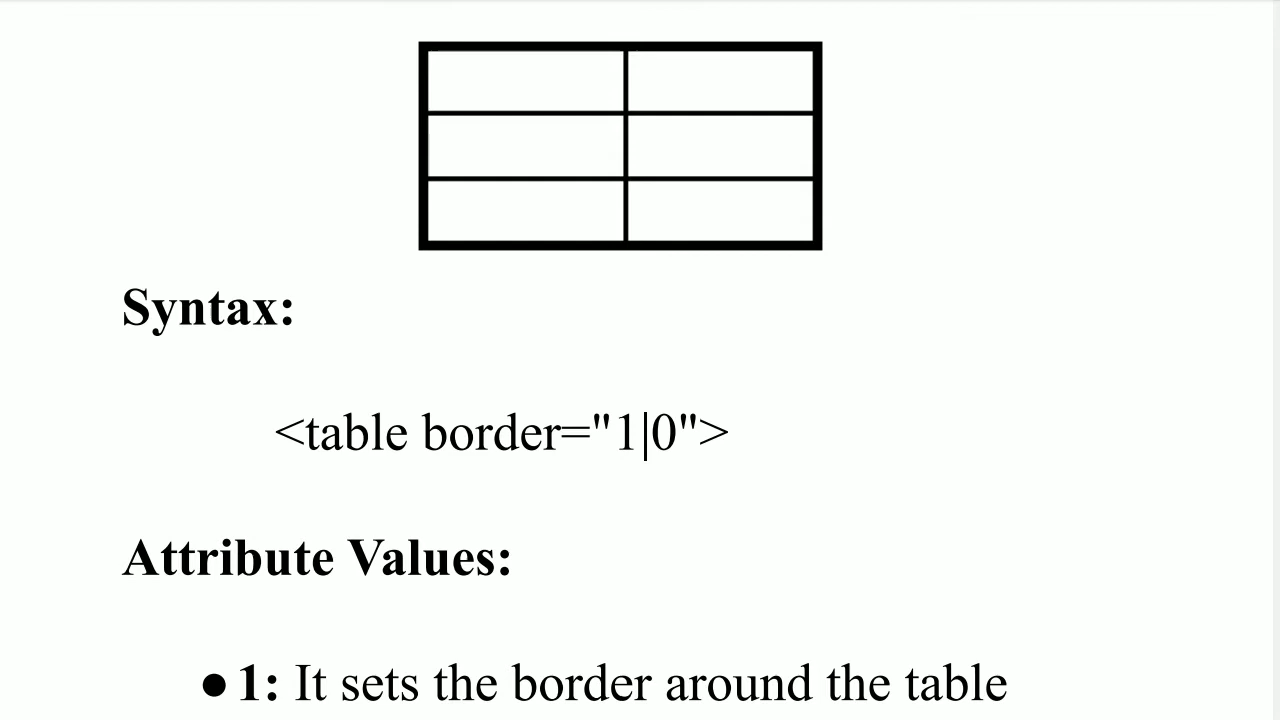 Syntax:
<table border="1|0">
Attribute Values:
● 1: It sets the border around the table